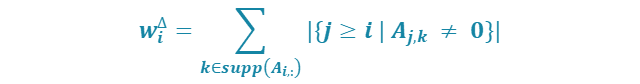 w_i^Δ = ∑_{k∈supp(A_{i,:})} |{j ≥ i | A_{j,k} ≠ 0}|